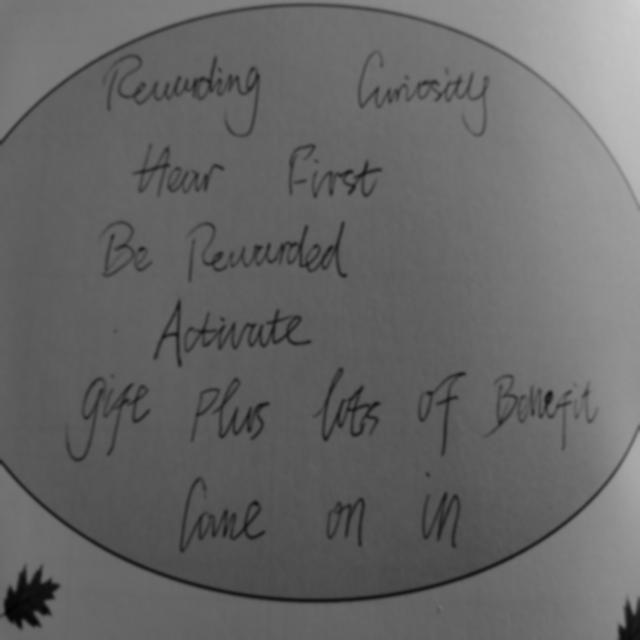 Rewarding Curiosity
Hear First
Be Rewarded
Activate
gift Plus lots of Benefit
Come on in